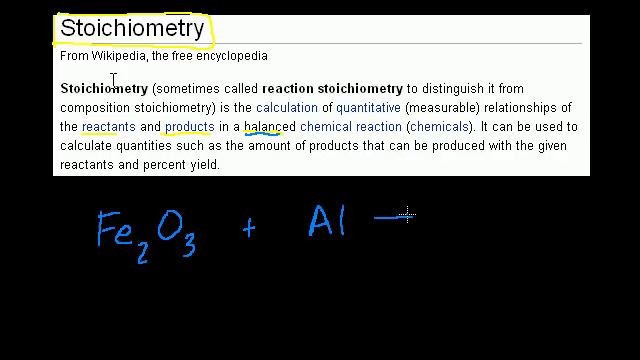 Stoichiometry
From Wikipedia, the free encyclopedia
Stoichiometry (sometimes called reaction stoichiometry to distinguish it from
composition stoichiometry) is the calculation of quantitative (measurable) relationships of
the reactants and products in a balanced chemical reaction (chemicals). It can be used to
calculate quantities such as the amount of products that can be produced with the given
reactants and percent yield.
Fe₂O₃ + Al —